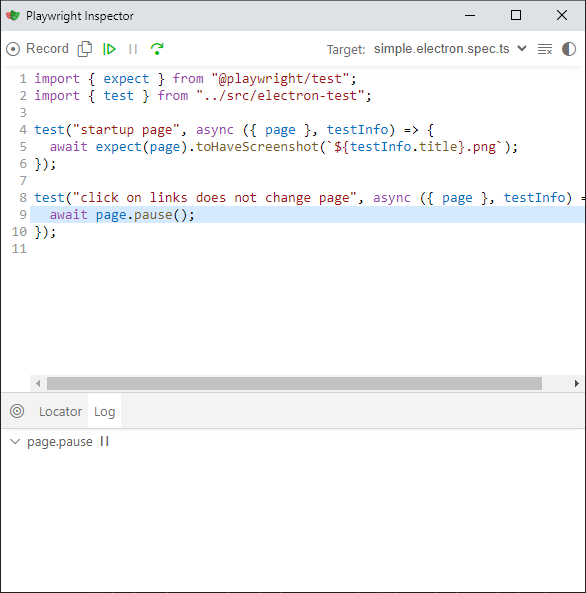 Playwright Inspector
Record Target: simple.electron.spec.ts
1 import { expect } from "@playwright/test";
2 import { test } from "../src/electron-test";
3
4 test("startup page", async ({ page }, testInfo) => {
5   await expect(page).toHaveScreenshot(`${testInfo.title}.png`);
6 });
7
8 test("click on links does not change page", async ({ page }, testInfo) =
9   await page.pause();
10 });
11
Locator Log
page.pause